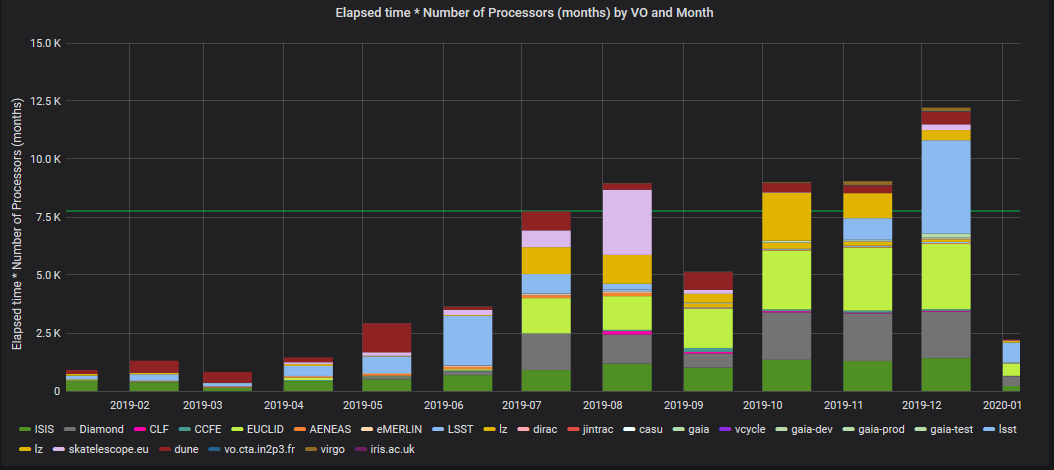 Elapsed time * Number of Processors (months) by VO and Month
Elapsed time * Number of Processors (months)
15.0 K
12.5 K
10.0 K
7.5 K
5.0 K
2.5 K
0
2019-02 2019-03 2019-04 2019-05 2019-06 2019-07 2019-08 2019-09 2019-10 2019-11 2019-12 2020-01
ISIS Diamond CLF CCFE EUCLID AENEAS eMERLIN LSST lz dirac jintrac casu gaia vcycle gaia-dev gaia-prod gaia-test lsst
lz skatelescope.eu dune vo.cta.in2p3.fr virgo iris.ac.uk